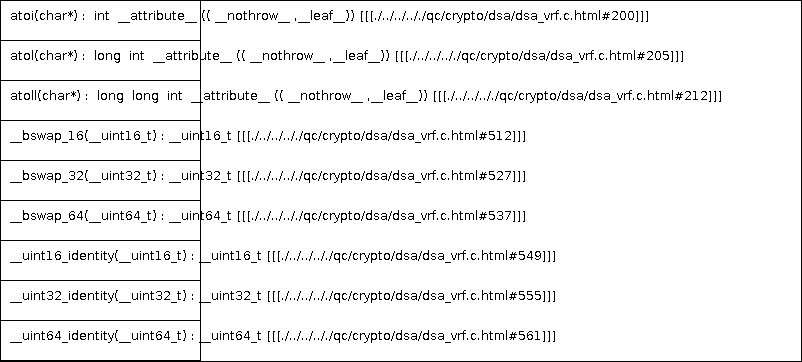 atoi(char*) : int __attribute__ (( __nothrow__ ,__leaf__)) [[[./../../../qc/crypto/dsa/dsa_vrf.c.html#200]]]
atol(char*) : long int __attribute__ (( __nothrow__ ,__leaf__)) [[[./../../../qc/crypto/dsa/dsa_vrf.c.html#205]]]
atoll(char*) : long long int __attribute__ (( __nothrow__ ,__leaf__)) [[[./../../../qc/crypto/dsa/dsa_vrf.c.html#212]]]
__bswap_16(__uint16_t) : __uint16_t [[[./../../../qc/crypto/dsa/dsa_vrf.c.html#512]]]
__bswap_32(__uint32_t) : __uint32_t [[[./../../../qc/crypto/dsa/dsa_vrf.c.html#527]]]
__bswap_64(__uint64_t) : __uint64_t [[[./../../../qc/crypto/dsa/dsa_vrf.c.html#537]]]
__uint16_identity(__uint16_t) : __uint16_t [[[./../../../qc/crypto/dsa/dsa_vrf.c.html#549]]]
__uint32_identity(__uint32_t) : __uint32_t [[[./../../../qc/crypto/dsa/dsa_vrf.c.html#555]]]
__uint64_identity(__uint64_t) : __uint64_t [[[./../../../qc/crypto/dsa/dsa_vrf.c.html#561]]]